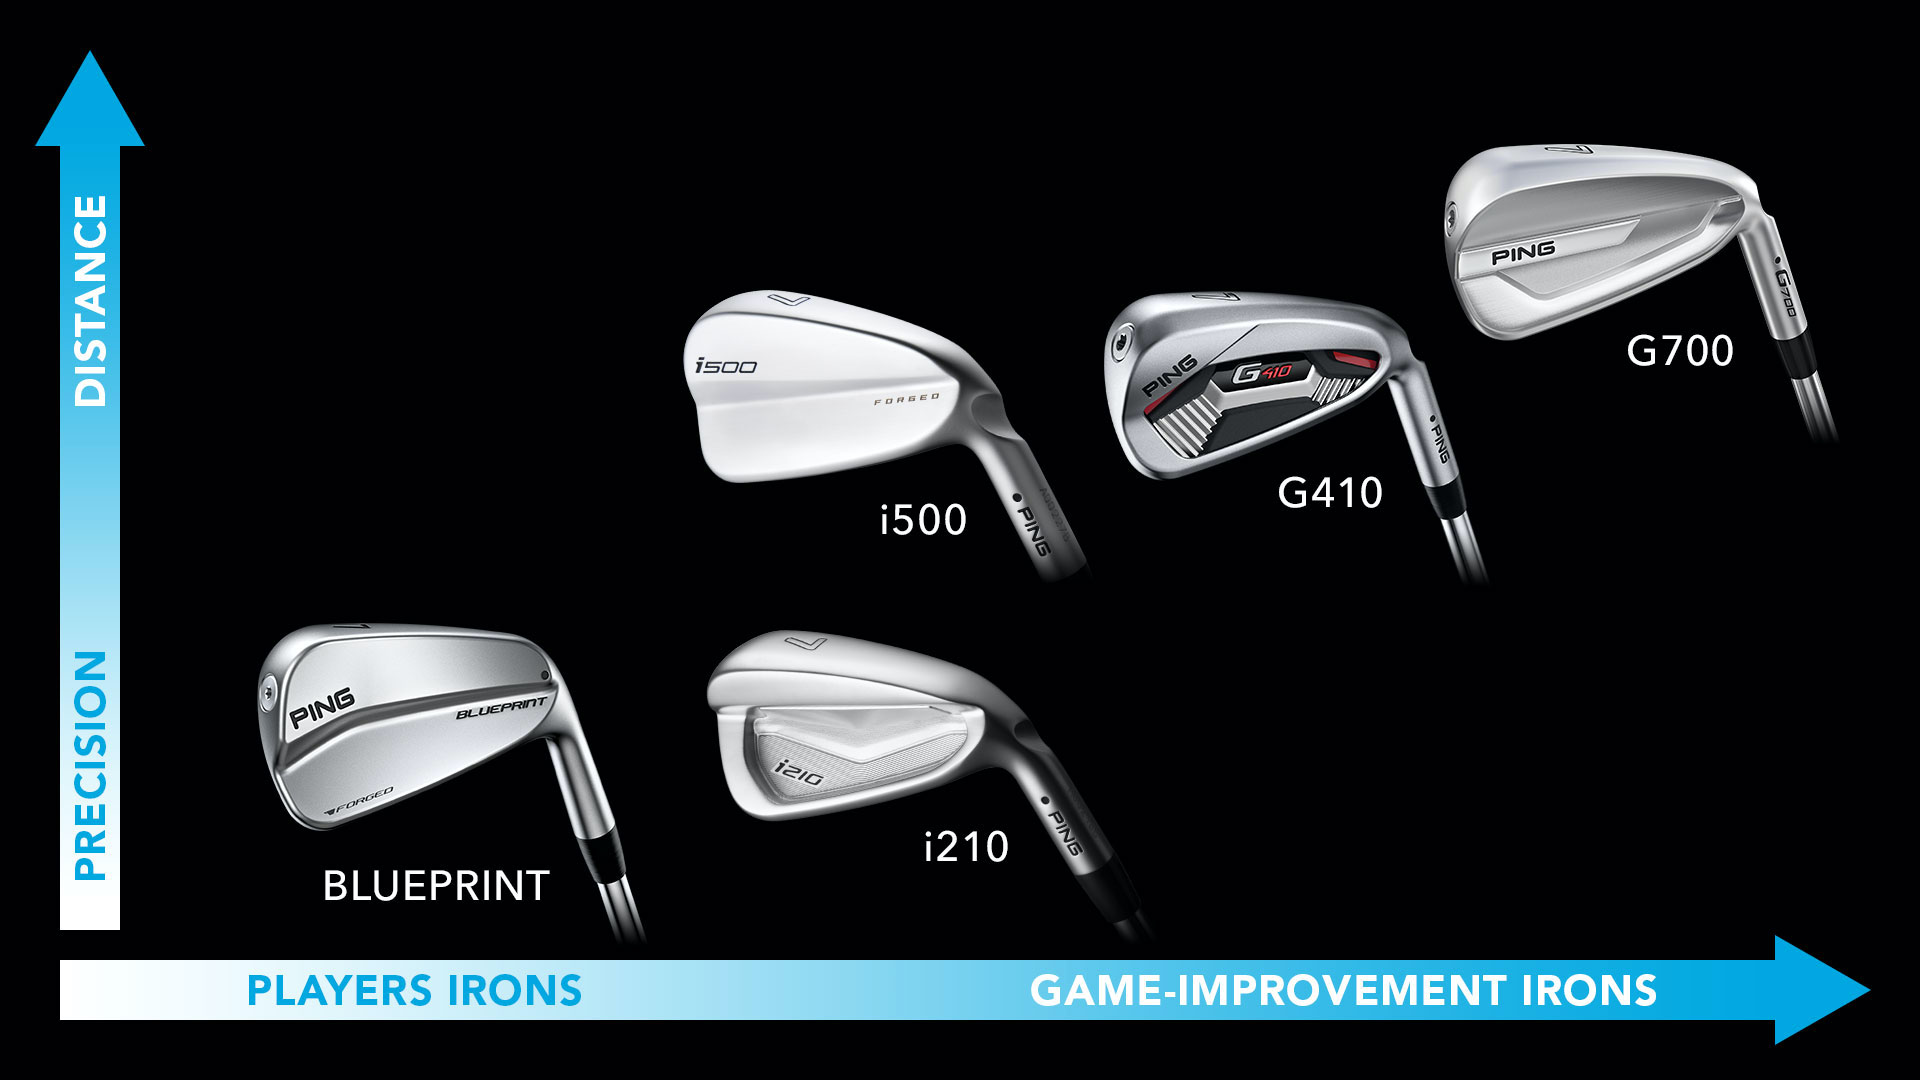 DISTANCE
PRECISION
PING
G700
G700
i500
FORGED
PING
i500
PING
G410
PING
G410
PING
BLUEPRINT
FORGED
BLUEPRINT
i210
PING
i210
PLAYERS IRONS
GAME-IMPROVEMENT IRONS